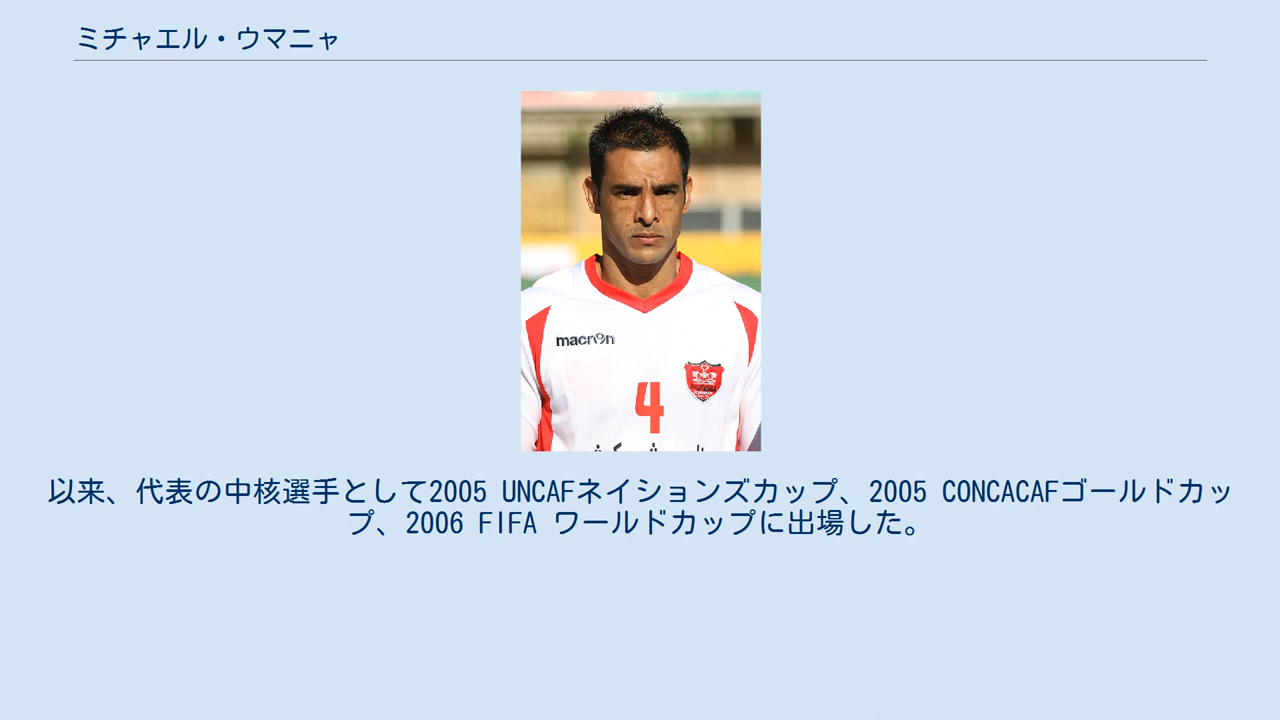 ミチャエル・ウマニャ
macron
4
以来、代表の中核選手として2005 UNCAFネイションズカップ、2005 CONCACAFゴールドカッ
プ、2006 FIFA ワールドカップに出場した。